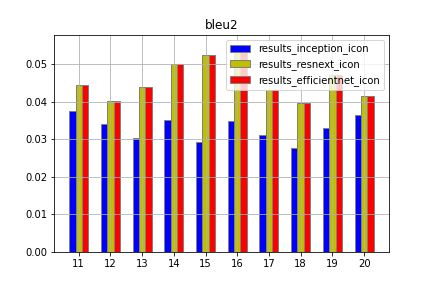 bleu2
results_inception_icon
results_resnext_icon
results_efficientnet_icon
0.05
0.04
0.03
0.02
0.01
0.00
11 12 13 14 15 16 17 18 19 20